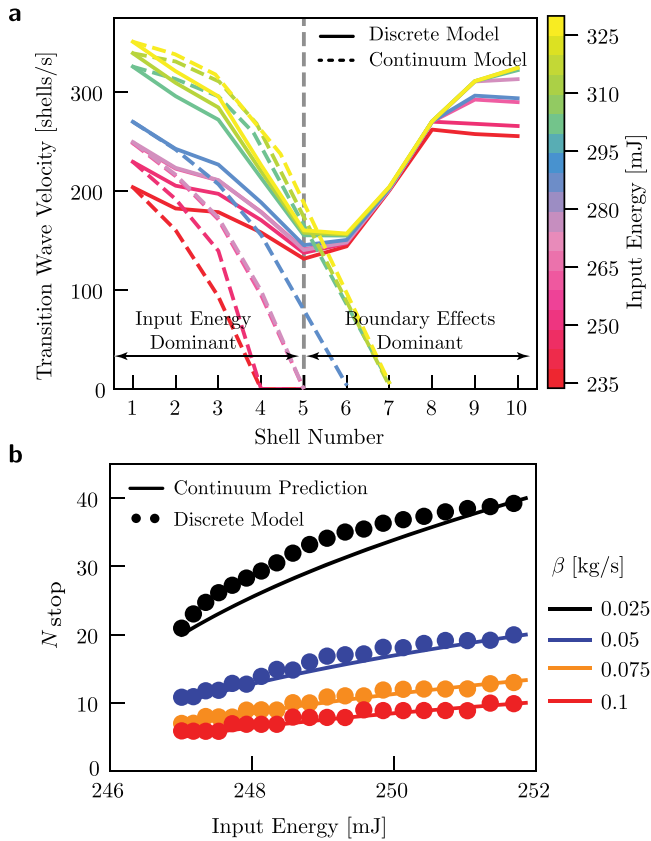 a
Discrete Model
Continuum Model
Transition Wave Velocity [shells/s]
300
200
100
0
Input Energy
Dominant
Boundary Effects
Dominant
1 2 3 4 5 6 7 8 9 10
Shell Number
325
310
295
280
265
250
235
Input Energy [mJ]
b
Continuum Prediction
Discrete Model
N stop
40
30
20
10
0
246 248 250 252
Input Energy [mJ]
β [kg/s]
0.025
0.05
0.075
0.1